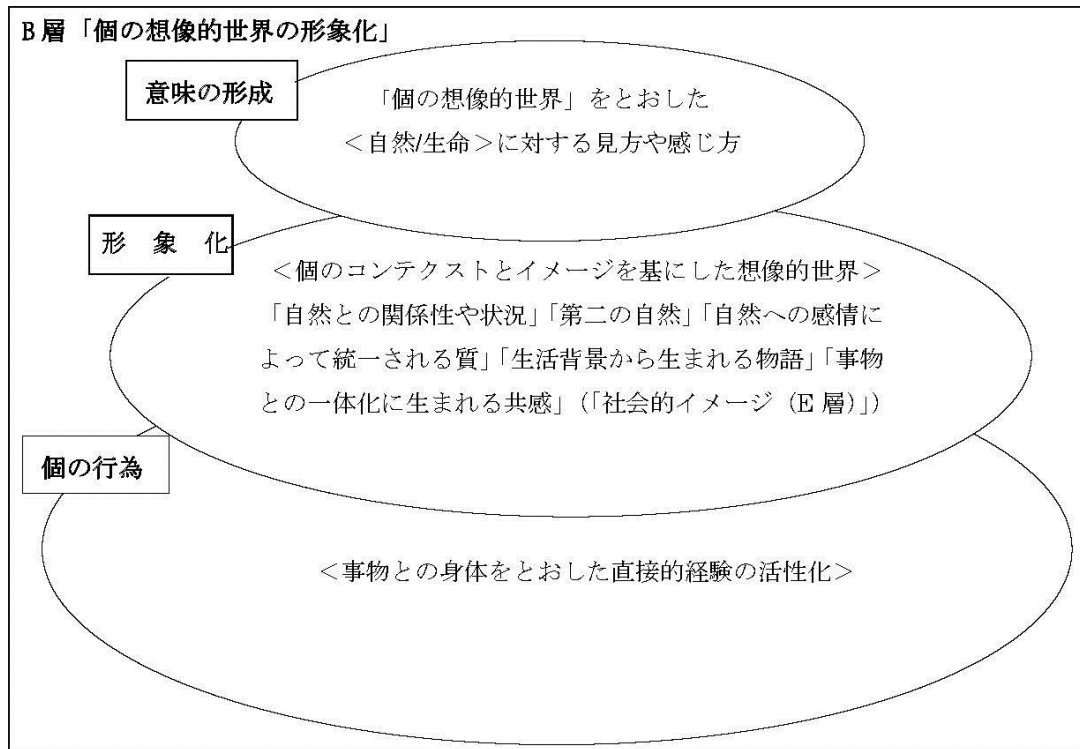 B層「個の想像的世界の形象化」
意味の形成
「個の想像的世界」をとおした
＜自然/生命＞に対する見方や感じ方
形　象　化
＜個のコンテクストとイメージを基にした想像的世界＞
「自然との関係性や状況」「第二の自然」「自然への感情に
よって統一される質」「生活背景から生まれる物語」「事物
との一体化に生まれる共感」（「社会的イメージ（E 層）」）
個の行為
＜事物との身体をとおした直接的経験の活性化＞